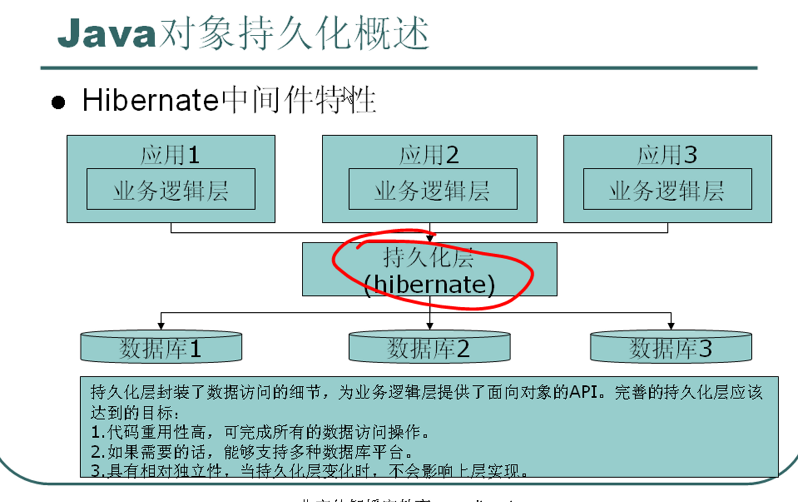 Java对象持久化概述
● Hibernate中间件特性
应用1
业务逻辑层
应用2
业务逻辑层
应用3
业务逻辑层
持久化层
(hibernate)
数据库1
数据库2
数据库3
持久化层封装了数据访问的细节，为业务逻辑层提供了面向对象的API。完善的持久化层应该
达到的目标：
1.代码重用性高，可完成所有的数据访问操作。
2.如果需要的话，能够支持多种数据库平台。
3.具有相对独立性，当持久化层变化时，不会影响上层实现。